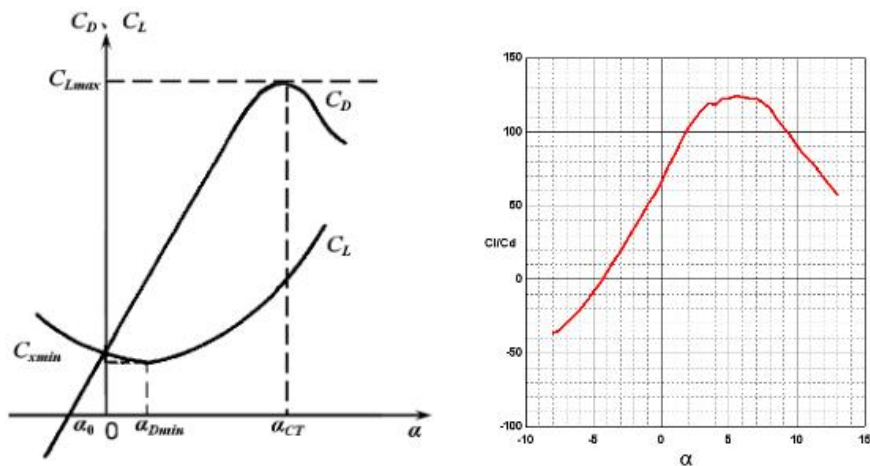 C_D、C_L
C_Lmax
C_D
C_L
C_xmin
α_0
0
α_Dmin
α_CT
α
150
100
50
Cl/Cd
0
-50
-100
-10
-5
0
5
10
15
α